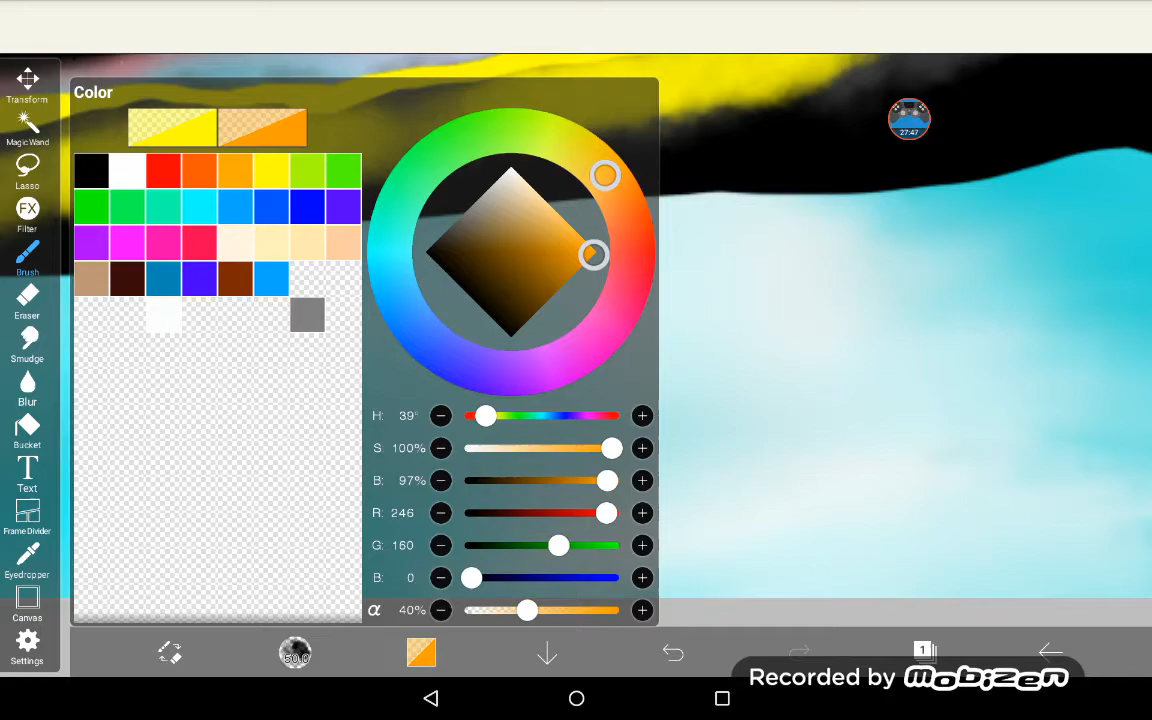 Transform
Magic Wand
Lasso
FX
Filter
Brush
Eraser
Smudge
Blur
Bucket
T
Text
Frame Divider
Eyedropper
Canvas
Settings
Color
H: 39°
S: 100%
B: 97%
R: 246
G: 160
B: 0
α 40%
27:47
50.0
1
Recorded by mobizen